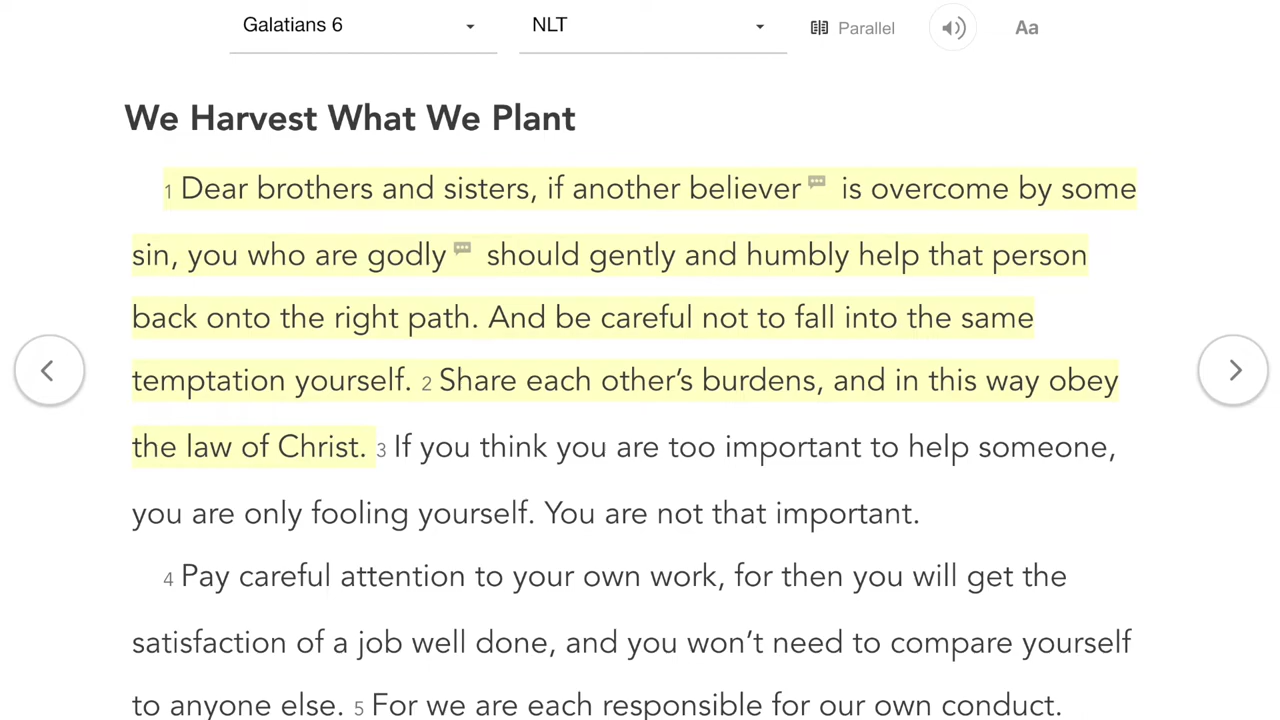 Galatians 6 NLT Parallel Aa
We Harvest What We Plant
1 Dear brothers and sisters, if another believer is overcome by some
sin, you who are godly should gently and humbly help that person
back onto the right path. And be careful not to fall into the same
temptation yourself. 2 Share each other’s burdens, and in this way obey
the law of Christ. 3 If you think you are too important to help someone,
you are only fooling yourself. You are not that important.
4 Pay careful attention to your own work, for then you will get the
satisfaction of a job well done, and you won’t need to compare yourself
to anyone else. 5 For we are each responsible for our own conduct.